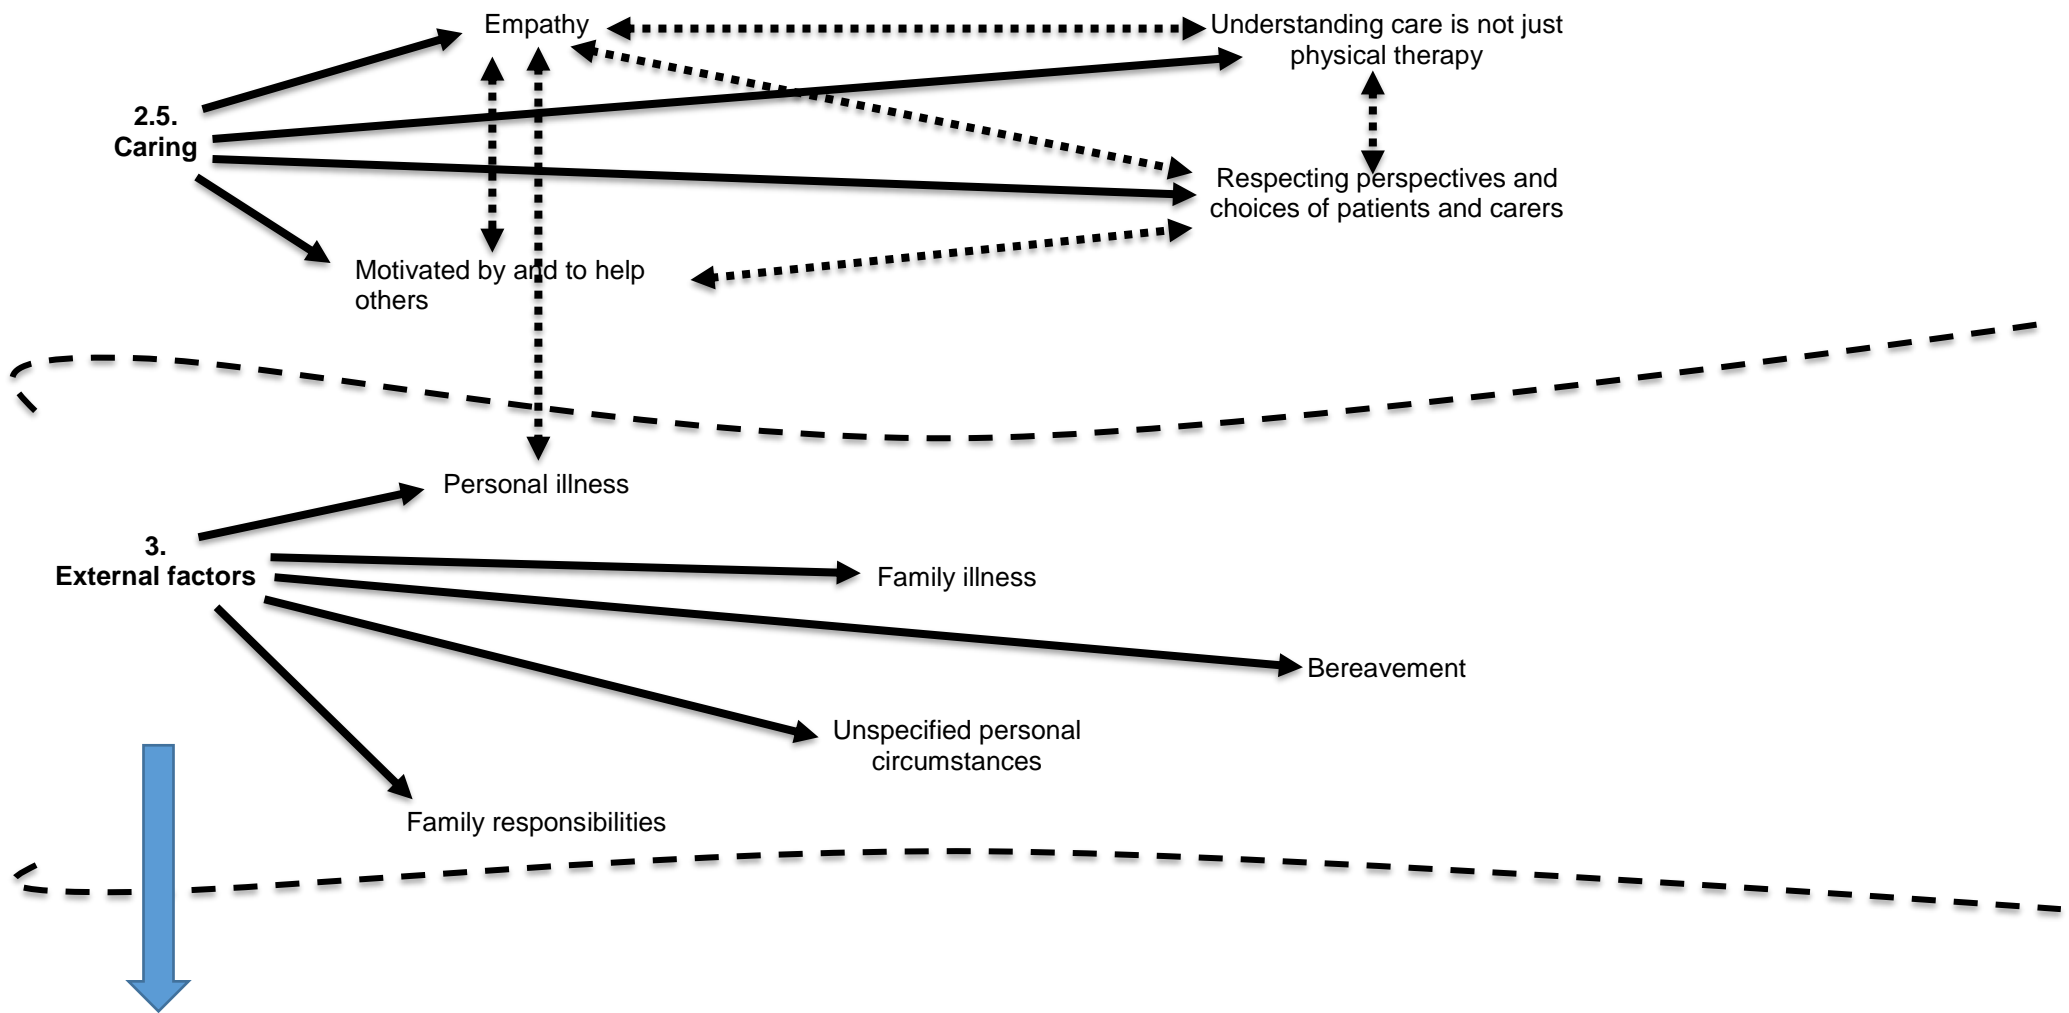 Empathy
Understanding care is not just
physical therapy
2.5.
Caring
Respecting perspectives and
choices of patients and carers
Motivated by and to help
others
Personal illness
3.
External factors
Family illness
Bereavement
Unspecified personal
circumstances
Family responsibilities